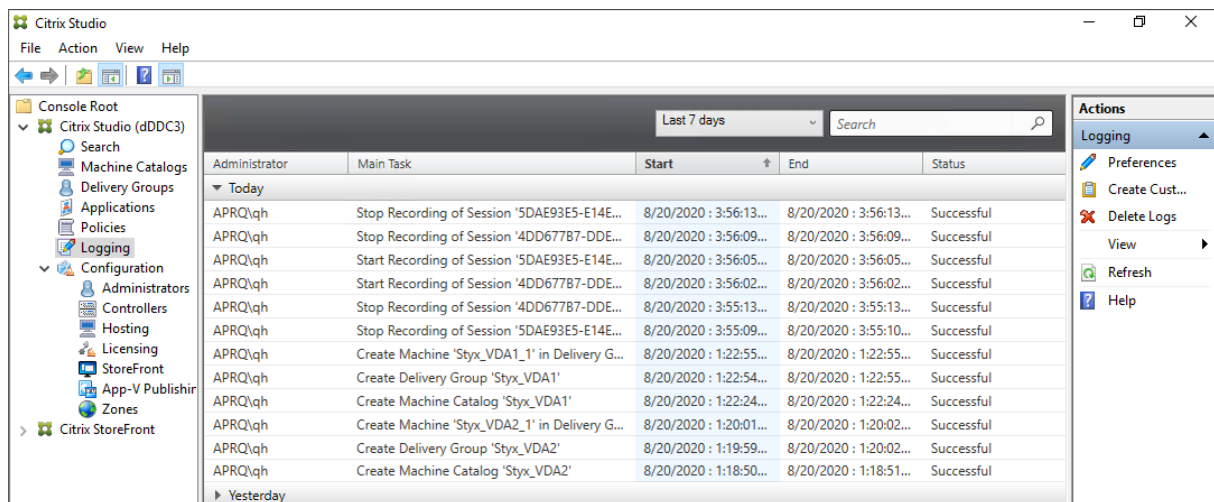 Citrix Studio
File Action View Help
Console Root
Citrix Studio (dDDC3)
Search
Machine Catalogs
Delivery Groups
Applications
Policies
Logging
Configuration
Administrators
Controllers
Hosting
Licensing
StoreFront
App-V Publishin
Zones
Citrix StoreFront
Last 7 days Search
Administrator Main Task Start End Status
Today
APRQ\qh Stop Recording of Session '5DAE93E5-E14E... 8/20/2020 : 3:56:13... 8/20/2020 : 3:56:13... Successful
APRQ\qh Stop Recording of Session '4DD677B7-DDE... 8/20/2020 : 3:56:09... 8/20/2020 : 3:56:09... Successful
APRQ\qh Start Recording of Session '5DAE93E5-E14E... 8/20/2020 : 3:56:05... 8/20/2020 : 3:56:05... Successful
APRQ\qh Start Recording of Session '4DD677B7-DDE... 8/20/2020 : 3:56:02... 8/20/2020 : 3:56:02... Successful
APRQ\qh Stop Recording of Session '4DD677B7-DDE... 8/20/2020 : 3:55:13... 8/20/2020 : 3:55:13... Successful
APRQ\qh Stop Recording of Session '5DAE93E5-E14E... 8/20/2020 : 3:55:09... 8/20/2020 : 3:55:10... Successful
APRQ\qh Create Machine 'Styx_VDA1_1' in Delivery G... 8/20/2020 : 1:22:55... 8/20/2020 : 1:22:55... Successful
APRQ\qh Create Delivery Group 'Styx_VDA1' 8/20/2020 : 1:22:54... 8/20/2020 : 1:22:55... Successful
APRQ\qh Create Machine Catalog 'Styx_VDA1' 8/20/2020 : 1:22:24... 8/20/2020 : 1:22:24... Successful
APRQ\qh Create Machine 'Styx_VDA2_1' in Delivery G... 8/20/2020 : 1:20:01... 8/20/2020 : 1:20:02... Successful
APRQ\qh Create Delivery Group 'Styx_VDA2' 8/20/2020 : 1:19:59... 8/20/2020 : 1:20:02... Successful
APRQ\qh Create Machine Catalog 'Styx_VDA2' 8/20/2020 : 1:18:50... 8/20/2020 : 1:18:51... Successful
Yesterday
Actions
Logging
Preferences
Create Cust...
Delete Logs
View
Refresh
Help